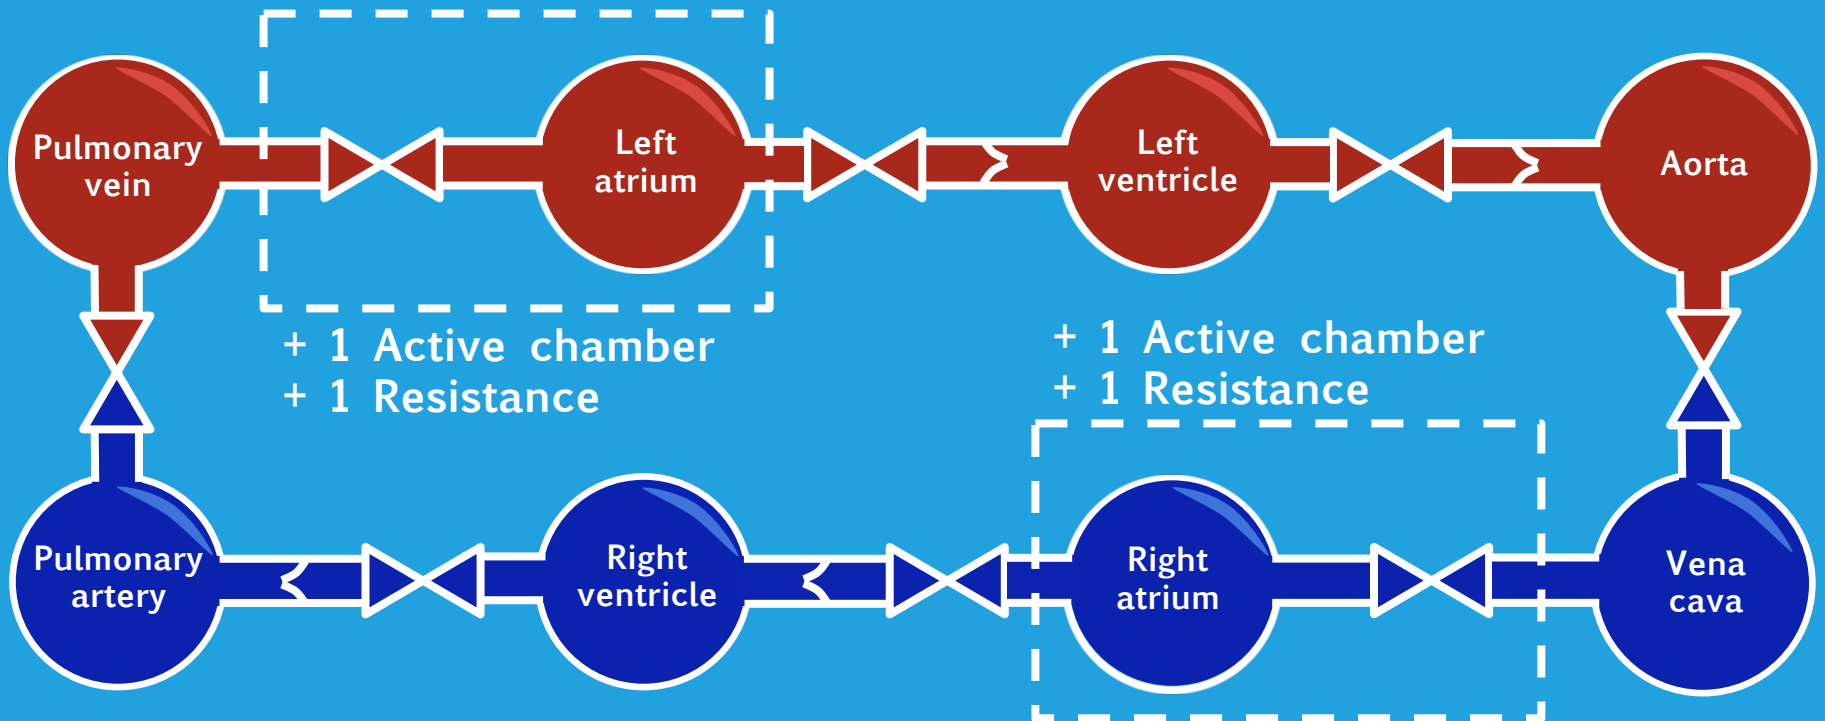 Pulmonary
vein
Left
atrium
Left
ventricle
Aorta
+ 1 Active chamber
+ 1 Resistance
+ 1 Active chamber
+ 1 Resistance
Pulmonary
artery
Right
ventricle
Right
atrium
Vena
cava